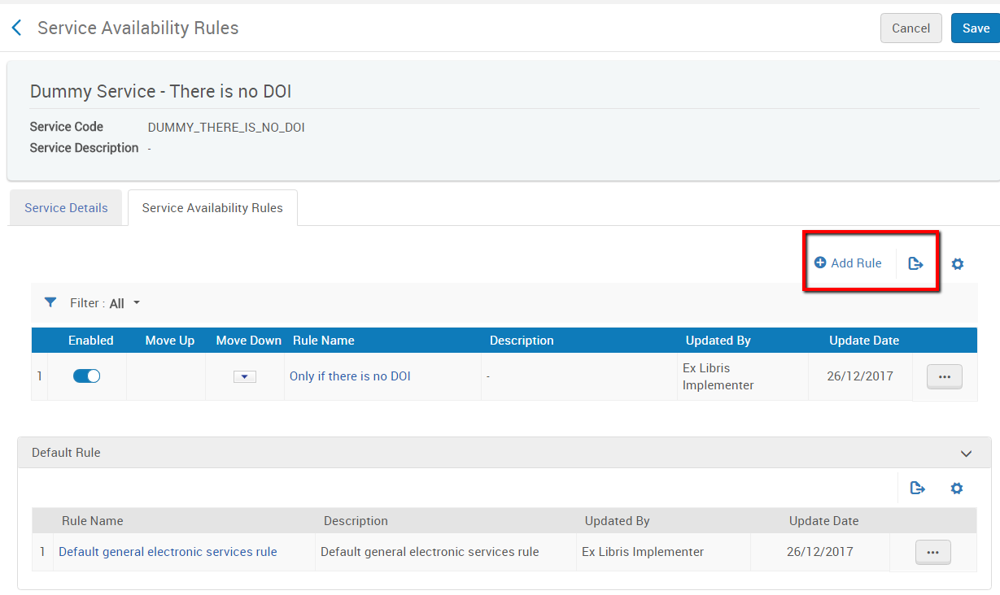 Service Availability Rules
Cancel
Save
Dummy Service - There is no DOI
Service Code DUMMY_THERE_IS_NO_DOI
Service Description -
Service Details
Service Availability Rules
Add Rule
Filter : All
Enabled Move Up Move Down Rule Name Description Updated By Update Date
1 Only if there is no DOI - Ex Libris Implementer 26/12/2017 ...
Default Rule
Rule Name Description Updated By Update Date
1 Default general electronic services rule Default general electronic services rule Ex Libris Implementer 26/12/2017 ...